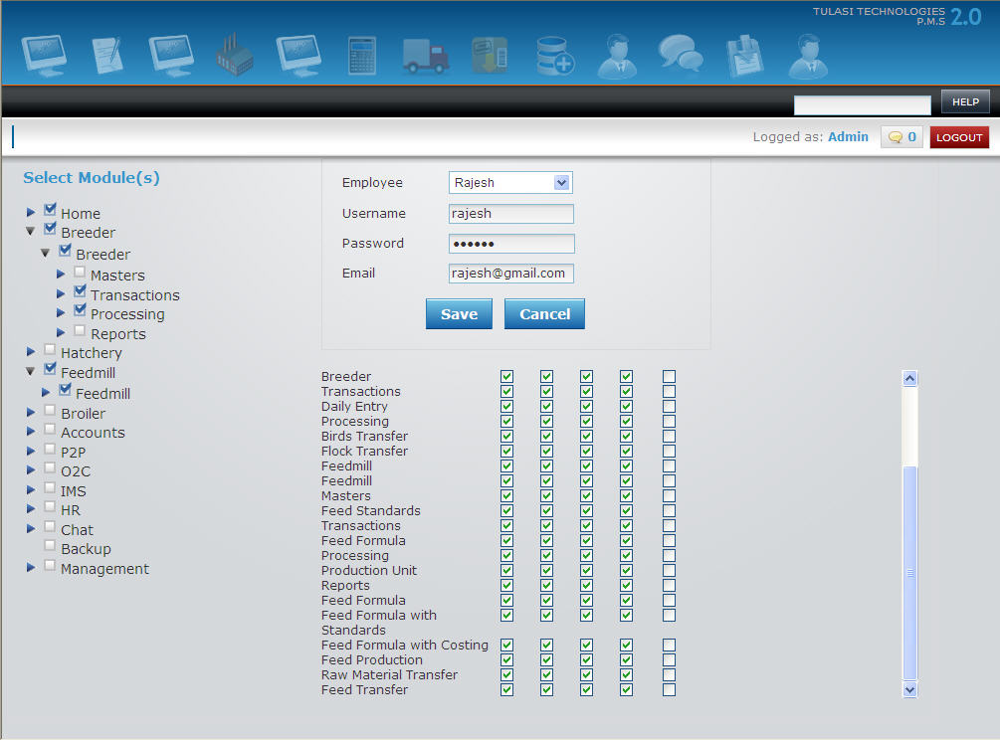 TULASI TECHNOLOGIES
P.M.S
2.0
HELP
Logged as: Admin
0
LOGOUT
Select Module(s)
Home
Breeder
Breeder
Masters
Transactions
Processing
Reports
Hatchery
Feedmill
Feedmill
Broiler
Accounts
P2P
O2C
IMS
HR
Chat
Backup
Management
Employee Rajesh
Username rajesh
Password ••••••
Email rajesh@gmail.com
Save Cancel
Breeder
Transactions
Daily Entry
Processing
Birds Transfer
Flock Transfer
Feedmill
Feedmill
Masters
Feed Standards
Transactions
Feed Formula
Processing
Production Unit
Reports
Feed Formula
Feed Formula with
Standards
Feed Formula with Costing
Feed Production
Raw Material Transfer
Feed Transfer